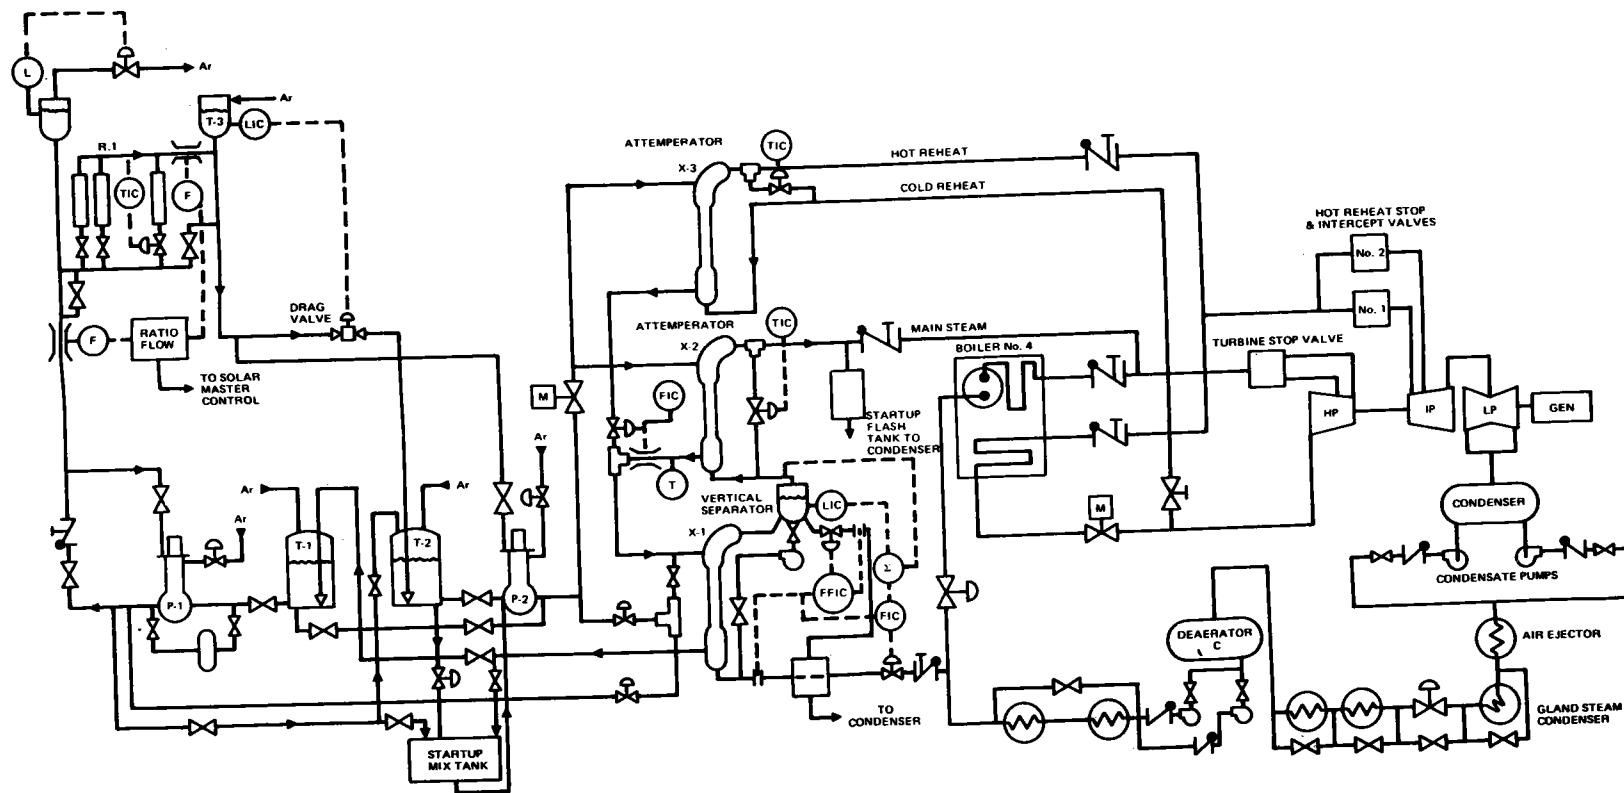 L
Ar
T-3
LIC
Ar
R.1
TIC
F
DRAG
VALVE
F
RATIO
FLOW
TO SOLAR
MASTER
CONTROL
ATTEMPERATOR
X-3
TIC
HOT REHEAT
COLD REHEAT
HOT REHEAT STOP
& INTERCEPT VALVES
No. 2
No. 1
ATTEMPERATOR
X-2
TIC
MAIN STEAM
BOILER No. 4
TURBINE STOP VALVE
M
FIC
STARTUP
FLASH
TANK TO
CONDENSER
HP
IP
LP
GEN
T
Ar
Ar
Ar
Ar
VERTICAL
SEPARATOR
LIC
X-1
M
CONDENSER
CONDENSATE PUMPS
T-1
T-2
P-1
P-2
Σ
FFIC
FIC
DEAERATOR
C
AIR EJECTOR
TO
CONDENSER
GLAND STEAM
CONDENSER
STARTUP
MIX TANK